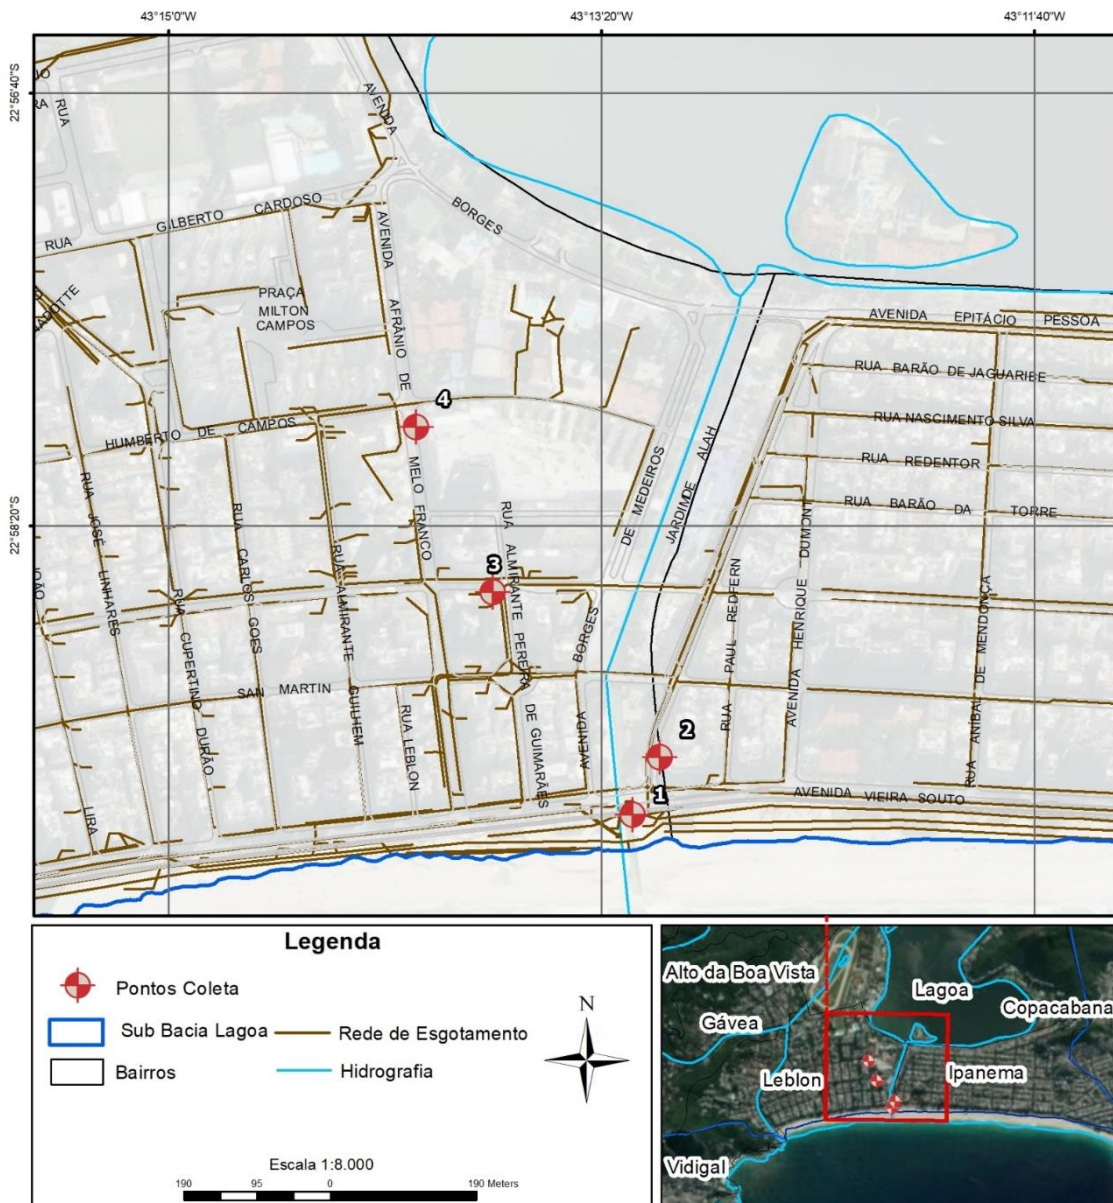 43°15'0"W
43°13'20"W
43°11'40"W
22°56'40"S
22°58'20"S
RUA
AVENIDA
BORGES
RUA GILBERTO CARDOSO
AVENIDA AFRÂNIO DE MELO FRANCO
PRAÇA
MILTON
CAMPOS
AVENIDA EPITÁCIO PESSOA
RUA BARÃO DE JAGUARIBE
RUA NASCIMENTO SILVA
RUA REDENTOR
RUA BARÃO DA TORRE
4
HUMBERTO DE CAMPOS
DE MEDEIROS
JARDIM DE ALAH
RUA JOSÉ LINHARES
RUA CUPERTINO DURÃO
RUA CARLOS GOES
RUA ALMIRANTE GUILHEM
RUA ALMIRANTE PEREIRA DE GUIMARÃES
3
JOÃO
LIRA
AVENIDA BORGES
RUA PAUL REDFERN
AVENIDA HENRIQUE DUMONT
RUA ANÍBAL DE MENDONÇA
SAN MARTIN
RUA LEBLON
2
1
AVENIDA VIEIRA SOUTO
Legenda
Pontos Coleta
Sub Bacia Lagoa
Rede de Esgotamento
Bairros
Hidrografia
N
Escala 1:8.000
190 95 0 190 Meters
Alto da Boa Vista
Lagoa
Copacabana
Gávea
Leblon
Ipanema
Vidigal